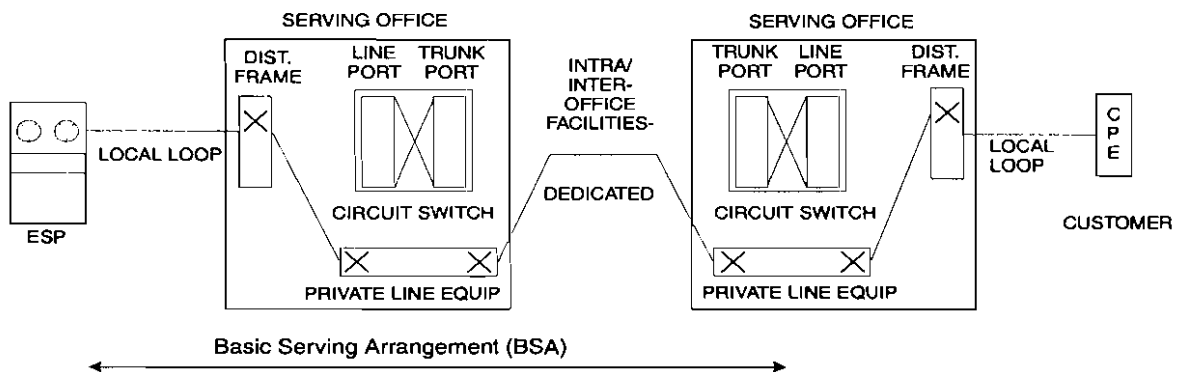 SERVING OFFICE
SERVING OFFICE
DIST.
FRAME
LINE
PORT
TRUNK
PORT
INTRA/
INTER-
OFFICE
FACILITIES-
TRUNK
PORT
LINE
PORT
DIST.
FRAME
C
P
E
LOCAL LOOP
LOCAL
LOOP
DEDICATED
CIRCUIT SWITCH
CIRCUIT SWITCH
ESP
CUSTOMER
PRIVATE LINE EQUIP
PRIVATE LINE EQUIP
Basic Serving Arrangement (BSA)